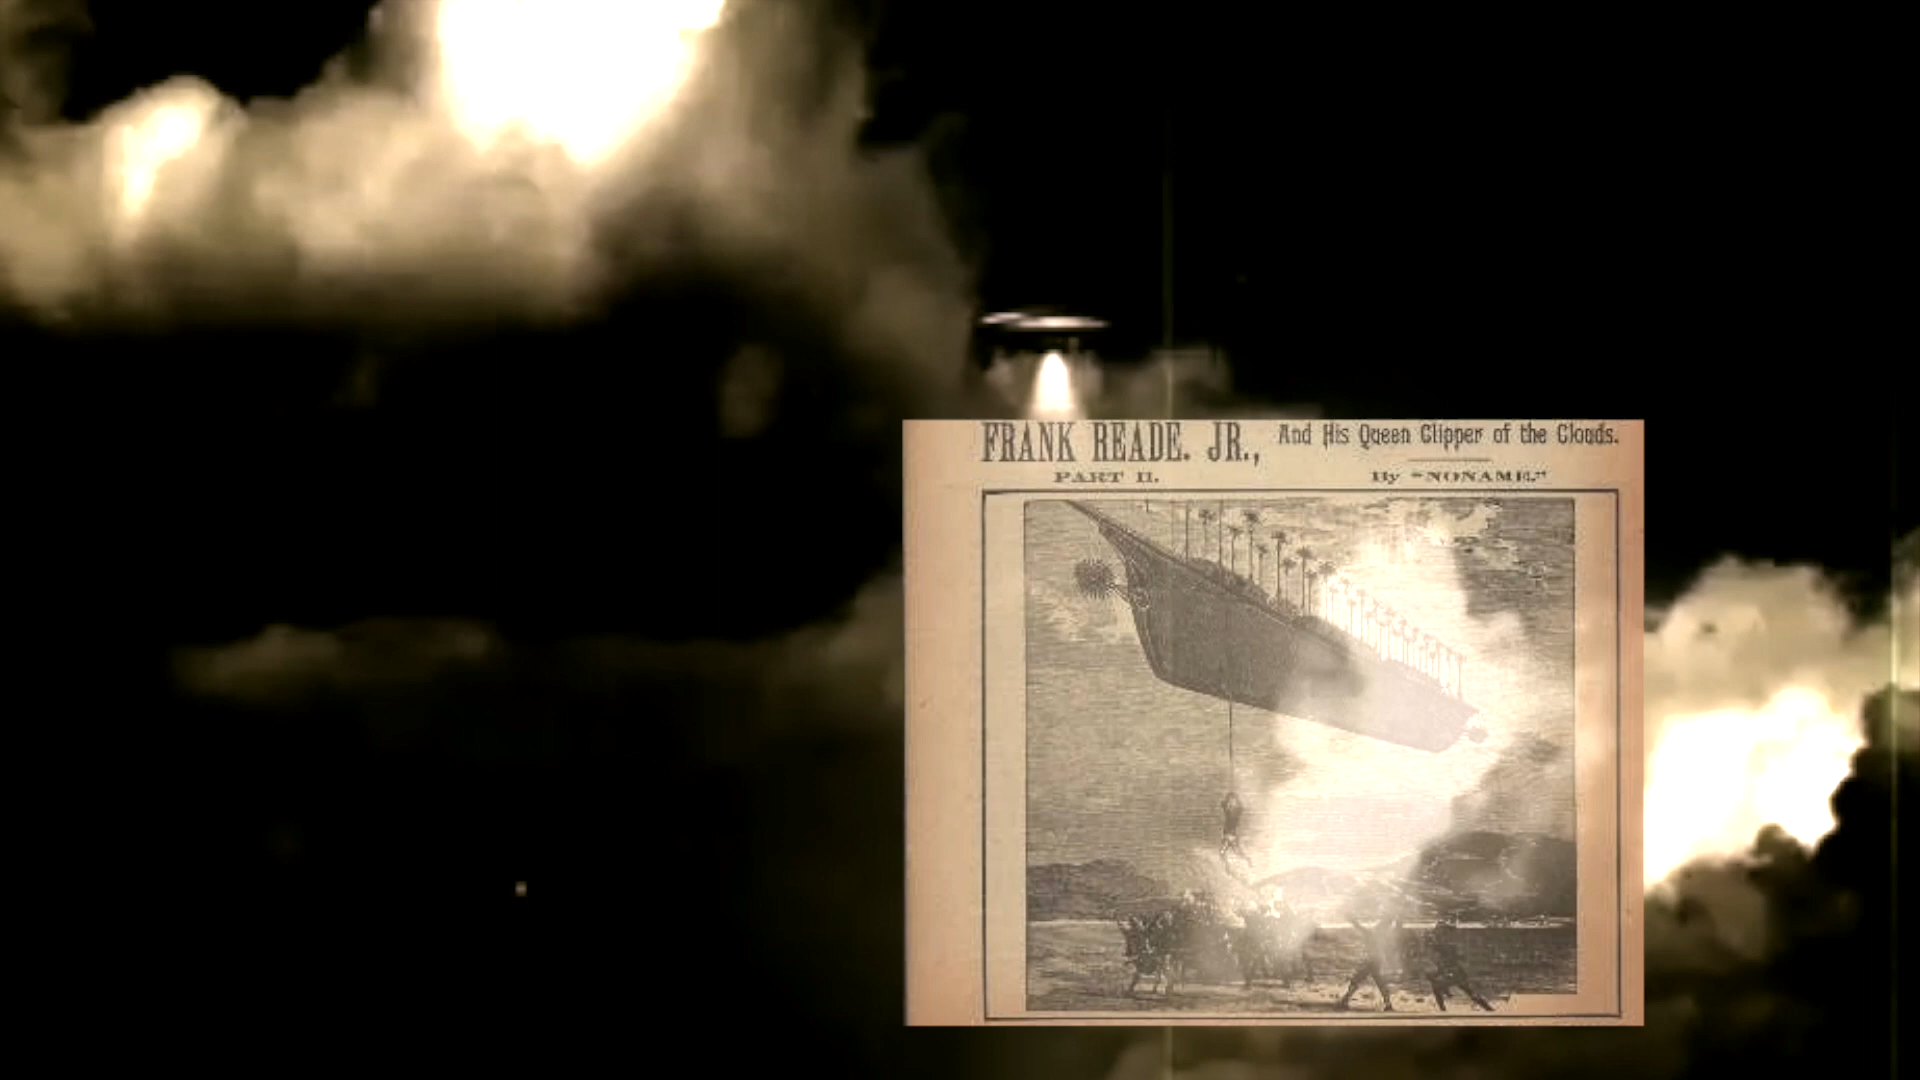 FRANK READE. JR., And His Queen Clipper of the Clouds.
PART II. By "NONAME."